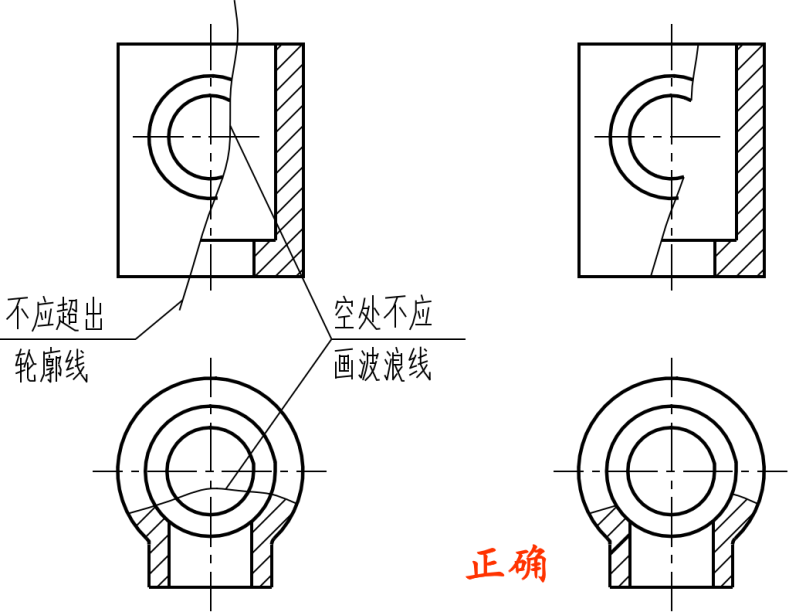 不应超出
轮廓线
空处不应
画波浪线
正确